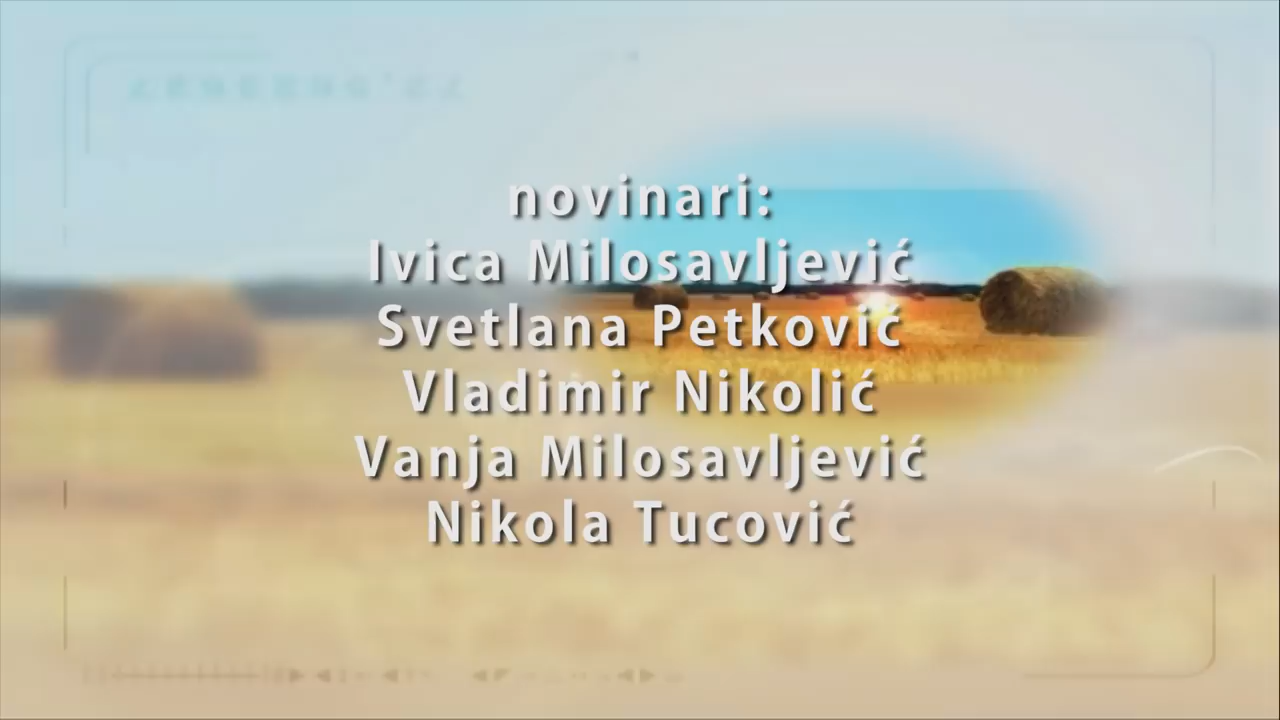 novinari:
Ivica Milosavljević
Svetlana Petković
Vladimir Nikolić
Vanja Milosavljević
Nikola Tucović